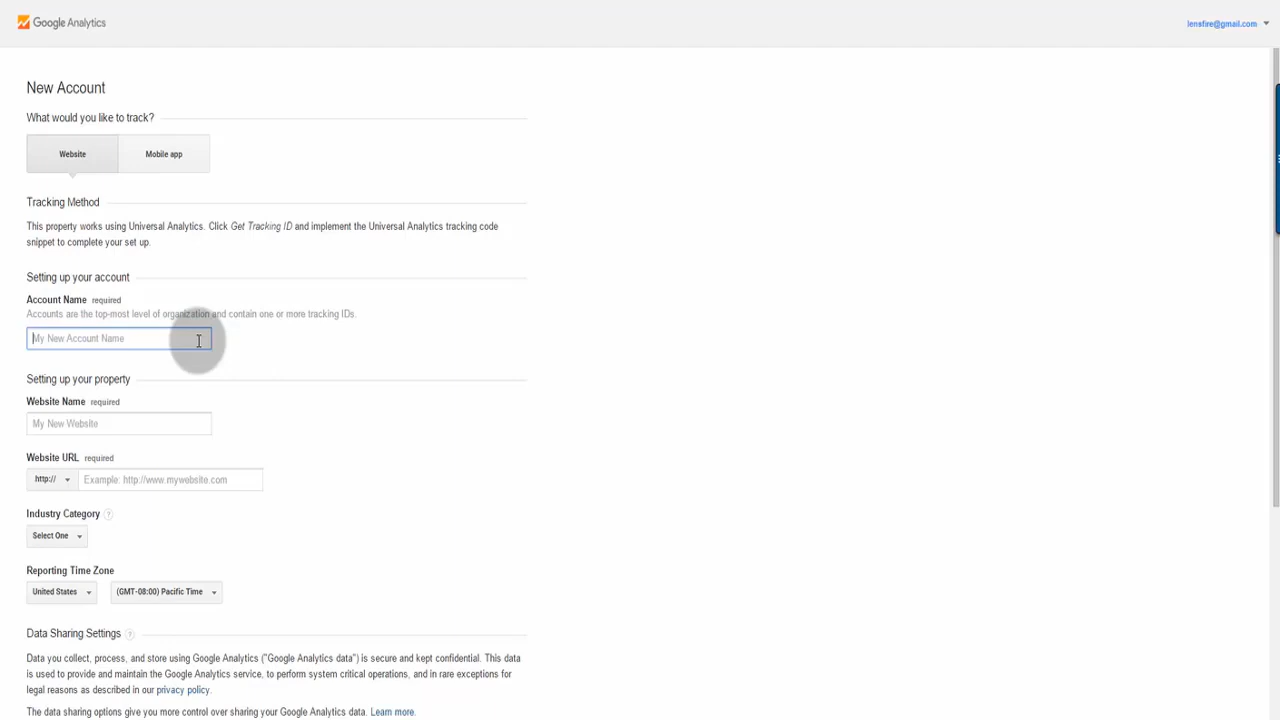 Google Analytics
lensfire@gmail.com
New Account
What would you like to track?
Website
Mobile app
Tracking Method
This property works using Universal Analytics. Click Get Tracking ID and implement the Universal Analytics tracking code
snippet to complete your set up.
Setting up your account
Account Name required
Accounts are the top-most level of organization and contain one or more tracking IDs.
My New Account Name
Setting up your property
Website Name required
My New Website
Website URL required
http:// Example: http://www.mywebsite.com
Industry Category ?
Select One
Reporting Time Zone
United States (GMT-08:00) Pacific Time
Data Sharing Settings ?
Data you collect, process, and store using Google Analytics ("Google Analytics data") is secure and kept confidential. This data
is used to provide and maintain the Google Analytics service, to perform system critical operations, and in rare exceptions for
legal reasons as described in our privacy policy.
The data sharing options give you more control over sharing your Google Analytics data. Learn more.